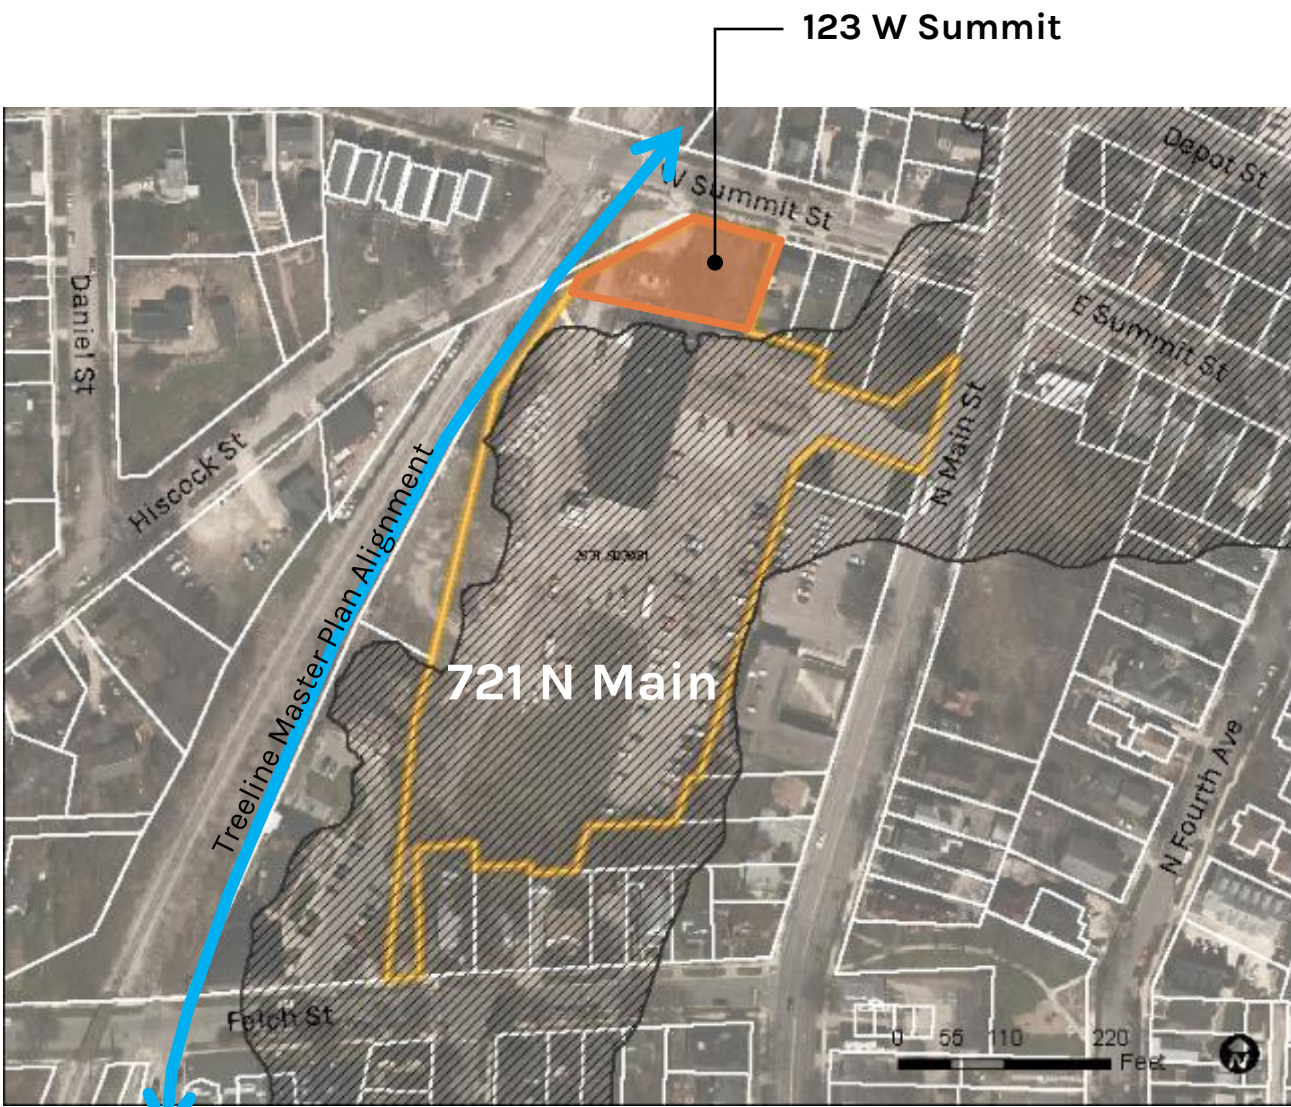 123 W Summit
Depot St
W Summit St
Daniel St
E Summit St
Hiscock St
N Main St
Treeline Master Plan Alignment
721 N Main
N Fourth Ave
Felch St
0 55 110 220
Feet
N